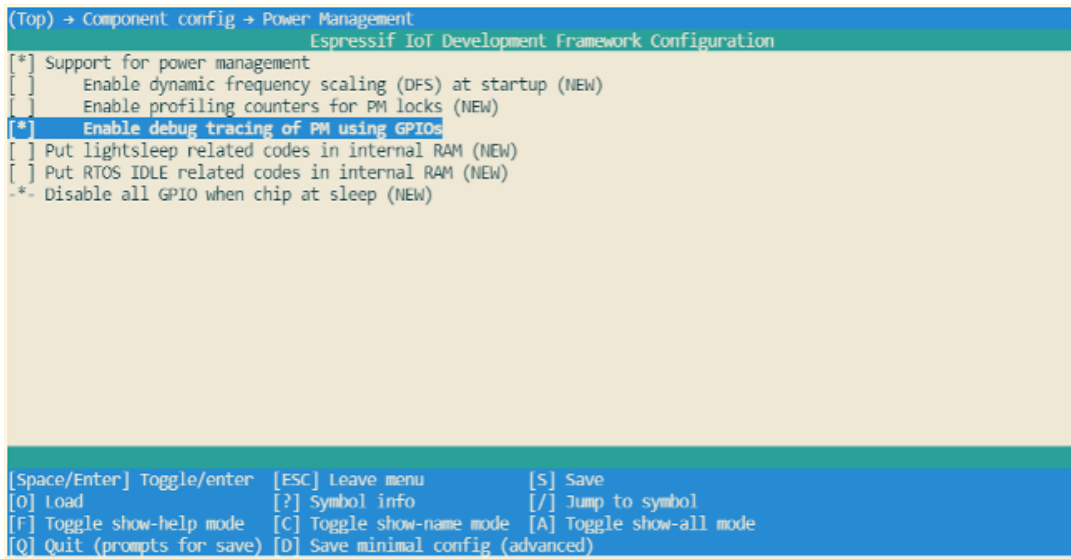 (Top) → Component config → Power Management
Espressif IoT Development Framework Configuration
[*] Support for power management
[ ] Enable dynamic frequency scaling (DFS) at startup (NEW)
[ ] Enable profiling counters for PM locks (NEW)
[*] Enable debug tracing of PM using GPIOs
[ ] Put lightsleep related codes in internal RAM (NEW)
[ ] Put RTOS IDLE related codes in internal RAM (NEW)
-*- Disable all GPIO when chip at sleep (NEW)
[Space/Enter] Toggle/enter [ESC] Leave menu [S] Save
[O] Load [?] Symbol info [/] Jump to symbol
[F] Toggle show-help mode [C] Toggle show-name mode [A] Toggle show-all mode
[Q] Quit (prompts for save) [D] Save minimal config (advanced)